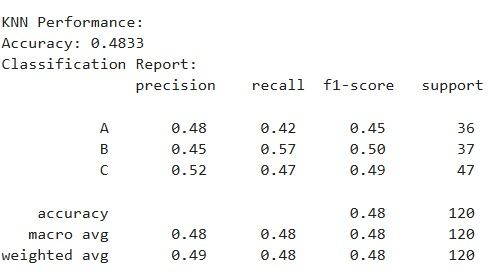 KNN Performance:
Accuracy: 0.4833
Classification Report:
precision recall f1-score support
A 0.48 0.42 0.45 36
B 0.45 0.57 0.50 37
C 0.52 0.47 0.49 47
accuracy 0.48 120
macro avg 0.48 0.48 0.48 120
weighted avg 0.49 0.48 0.48 120